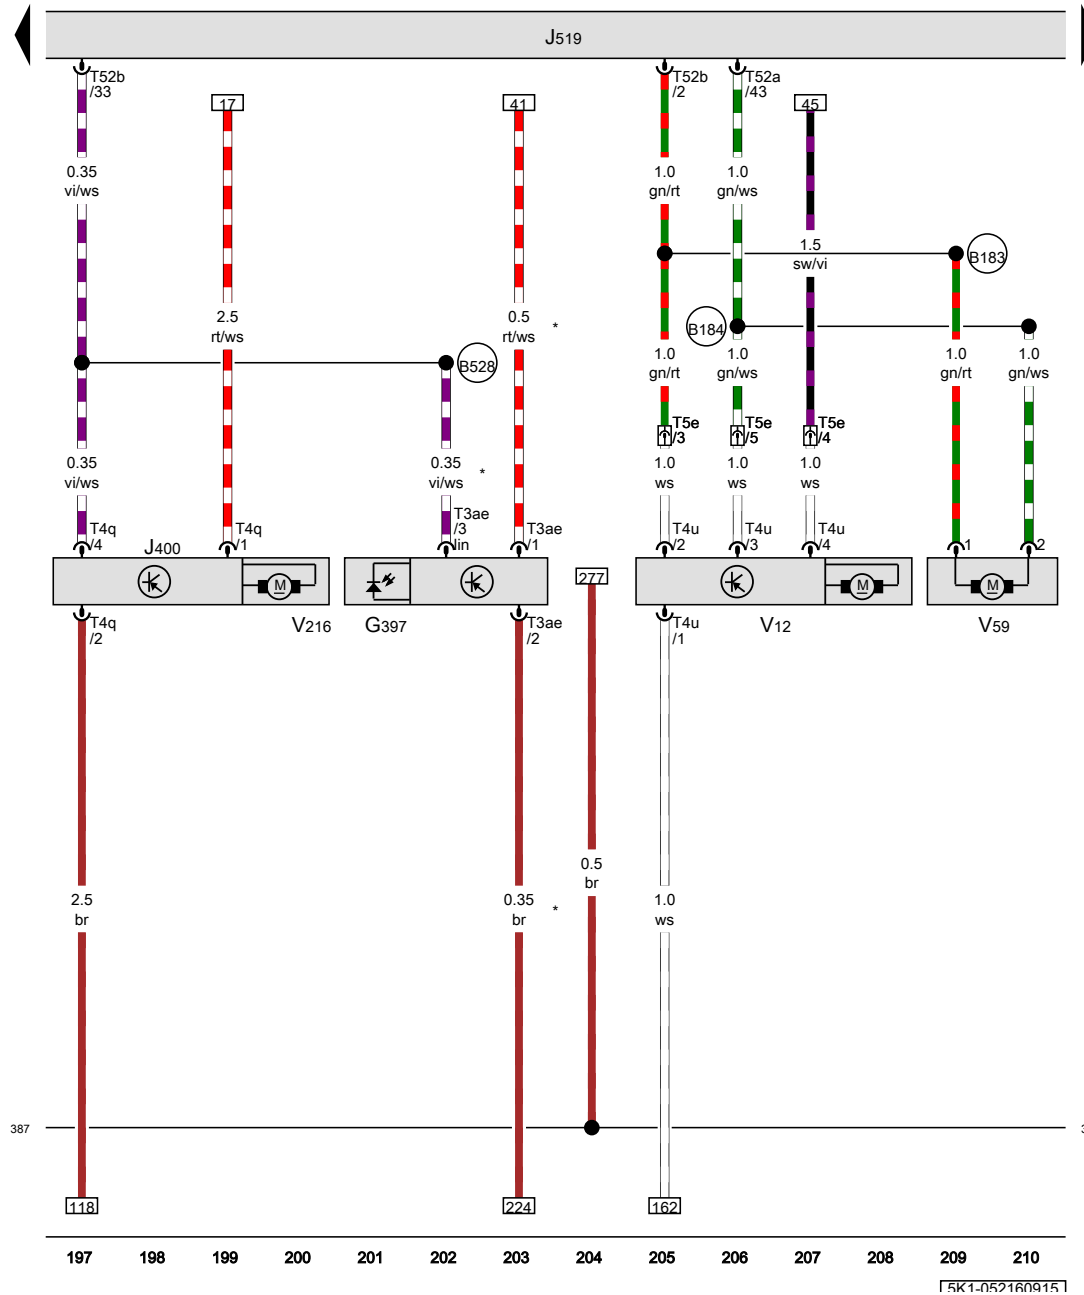 J519
T52b
/33
T52b
/2
T52a
/43
17
41
45
0.35
vi/ws
1.0
gn/rt
1.0
gn/ws
1.5
sw/vi
B183
2.5
rt/ws
0.5
rt/ws
*
B184
B528
1.0
gn/rt
1.0
gn/ws
1.0
gn/rt
1.0
gn/ws
T5e
/3
T5e
/5
T5e
/4
0.35
vi/ws
0.35
vi/ws
*
1.0
ws
1.0
ws
1.0
ws
T4q
/4
J400
T4q
/1
T3ae
/3
lin
T3ae
/1
T4u
/2
T4u
/3
T4u
/4
1
2
M
277
M
M
T4q
/2
V216
G397
T3ae
/2
T4u
/1
V12
V59
0.5
br
2.5
br
0.35
br
*
1.0
ws
387
118
224
162
197 198 199 200 201 202 203 204 205 206 207 208 209 210
5K1-052160915